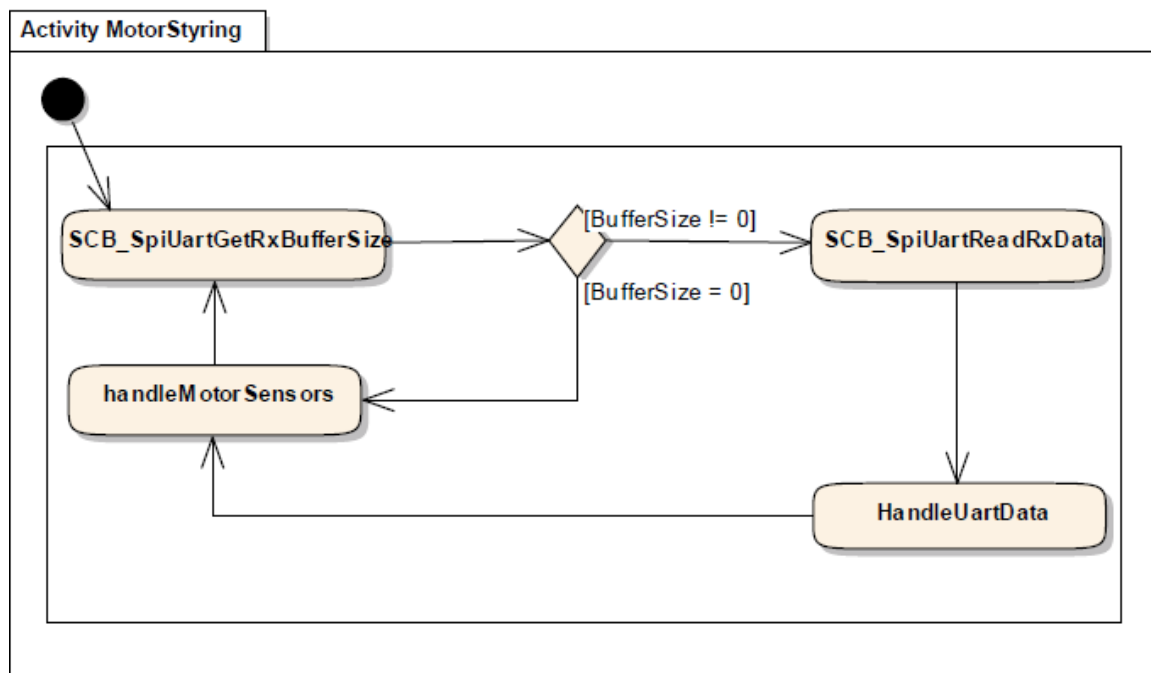 Activity MotorStyring
SCB_SpiUartGetRxBufferSize
[BufferSize != 0]
SCB_SpiUartReadRxData
[BufferSize = 0]
handleMotorSensors
HandleUartData